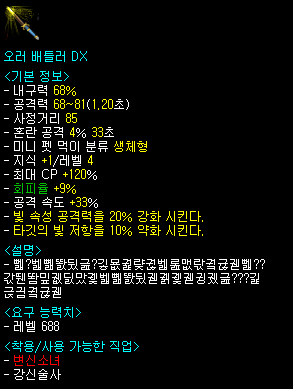 오러 배틀러 DX
<기본 정보>
- 내구력 68%
- 공격력 68~81(1,20초)
- 사정거리 85
- 혼란 공격 4% 33초
- 미니 펫 먹이 분류 생체형
- 지식 +1/레벨 4
- 최대 CP +120%
- 회피율 +9%
- 공격 속도 +33%
- 빛 속성 공격력을 20% 강화 시킨다.
- 타깃의 빛 저항을 10% 약화 시킨다.
<설명>
<요구 능력치>
- 레벨 688
<착용/사용 가능한 직업>
- 변신소녀
- 강신술사